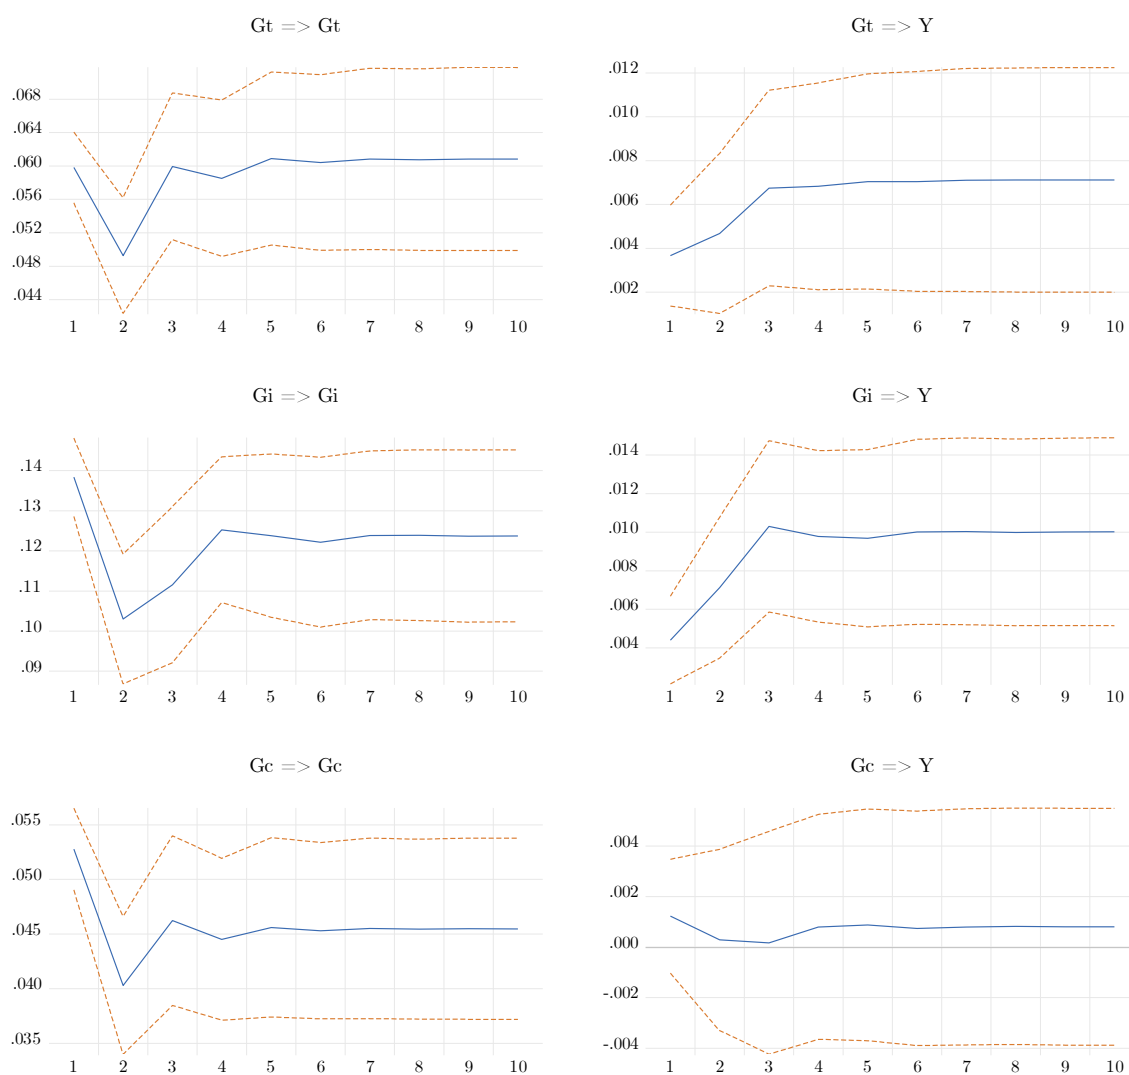 Gt => Gt
.068
.064
.060
.056
.052
.048
.044
1 2 3 4 5 6 7 8 9 10
Gt => Y
.012
.010
.008
.006
.004
.002
1 2 3 4 5 6 7 8 9 10
Gi => Gi
.14
.13
.12
.11
.10
.09
1 2 3 4 5 6 7 8 9 10
Gi => Y
.014
.012
.010
.008
.006
.004
1 2 3 4 5 6 7 8 9 10
Gc => Gc
.055
.050
.045
.040
.035
1 2 3 4 5 6 7 8 9 10
Gc => Y
.004
.002
.000
-.002
-.004
1 2 3 4 5 6 7 8 9 10